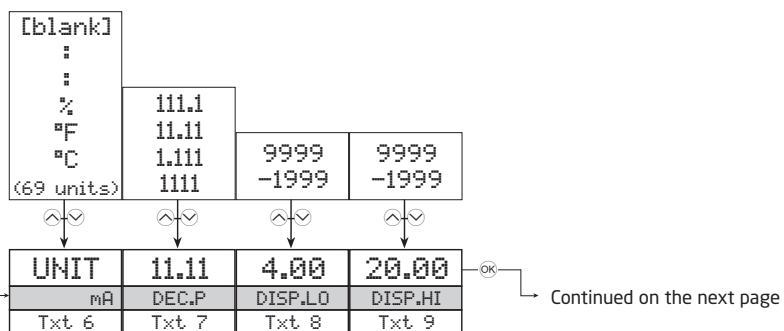 [blank]
:
:
%
°F
°C
(69 units)
111.1
11.11
1.111
1111
9999
-1999
9999
-1999
UNIT 11.11 4.00 20.00 OK
mA DEC.P DISP.LO DISP.HI
Txt 6 Txt 7 Txt 8 Txt 9
Continued on the next page